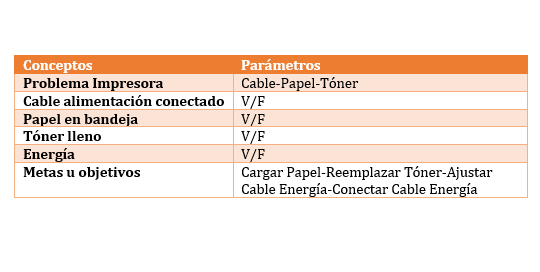 Conceptos Parámetros
Problema Impresora Cable-Papel-Tóner
Cable alimentación conectado V/F
Papel en bandeja V/F
Tóner lleno V/F
Energía V/F
Metas u objetivos Cargar Papel-Reemplazar Tóner-Ajustar
Cable Energía-Conectar Cable Energía